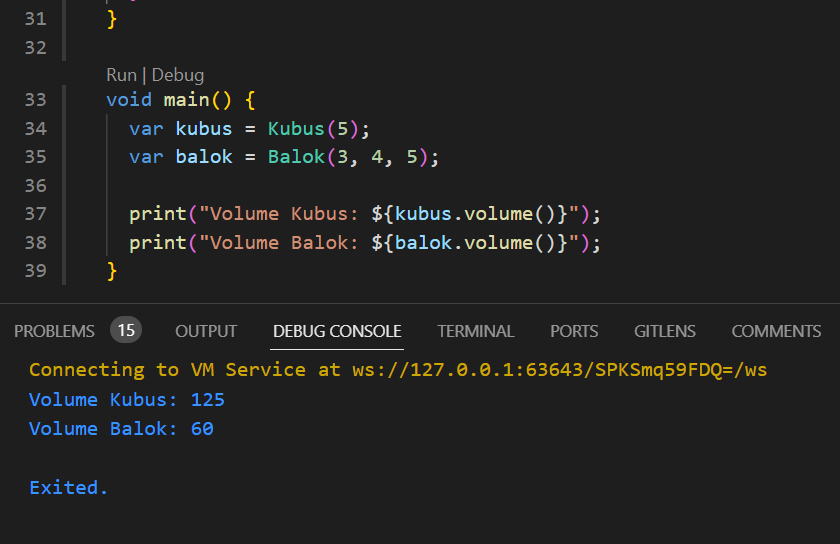 31 }
32
Run | Debug
33 void main() {
34 var kubus = Kubus(5);
35 var balok = Balok(3, 4, 5);
36
37 print("Volume Kubus: ${kubus.volume()}");
38 print("Volume Balok: ${balok.volume()}");
39 }
PROBLEMS 15 OUTPUT DEBUG CONSOLE TERMINAL PORTS GITLENS COMMENTS
Connecting to VM Service at ws://127.0.0.1:63643/SPKSmq59FDQ=/ws
Volume Kubus: 125
Volume Balok: 60
Exited.